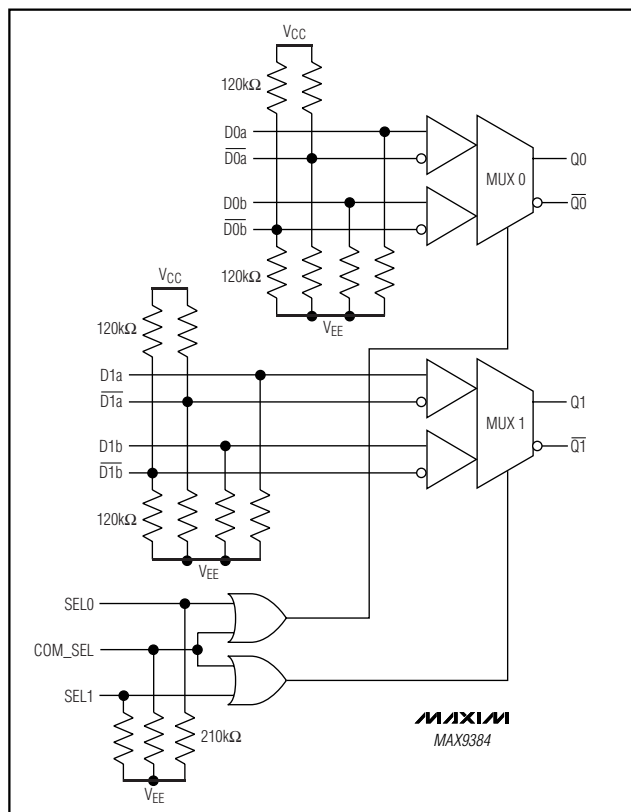 VCC
120kΩ
D0a
D0a
D0b
D0b
MUX 0
Q0
Q0
120kΩ
VEE
VCC
120kΩ
D1a
D1a
D1b
D1b
MUX 1
Q1
Q1
120kΩ
VEE
SEL0
COM_SEL
SEL1
210kΩ
VEE
MAXIM
MAX9384